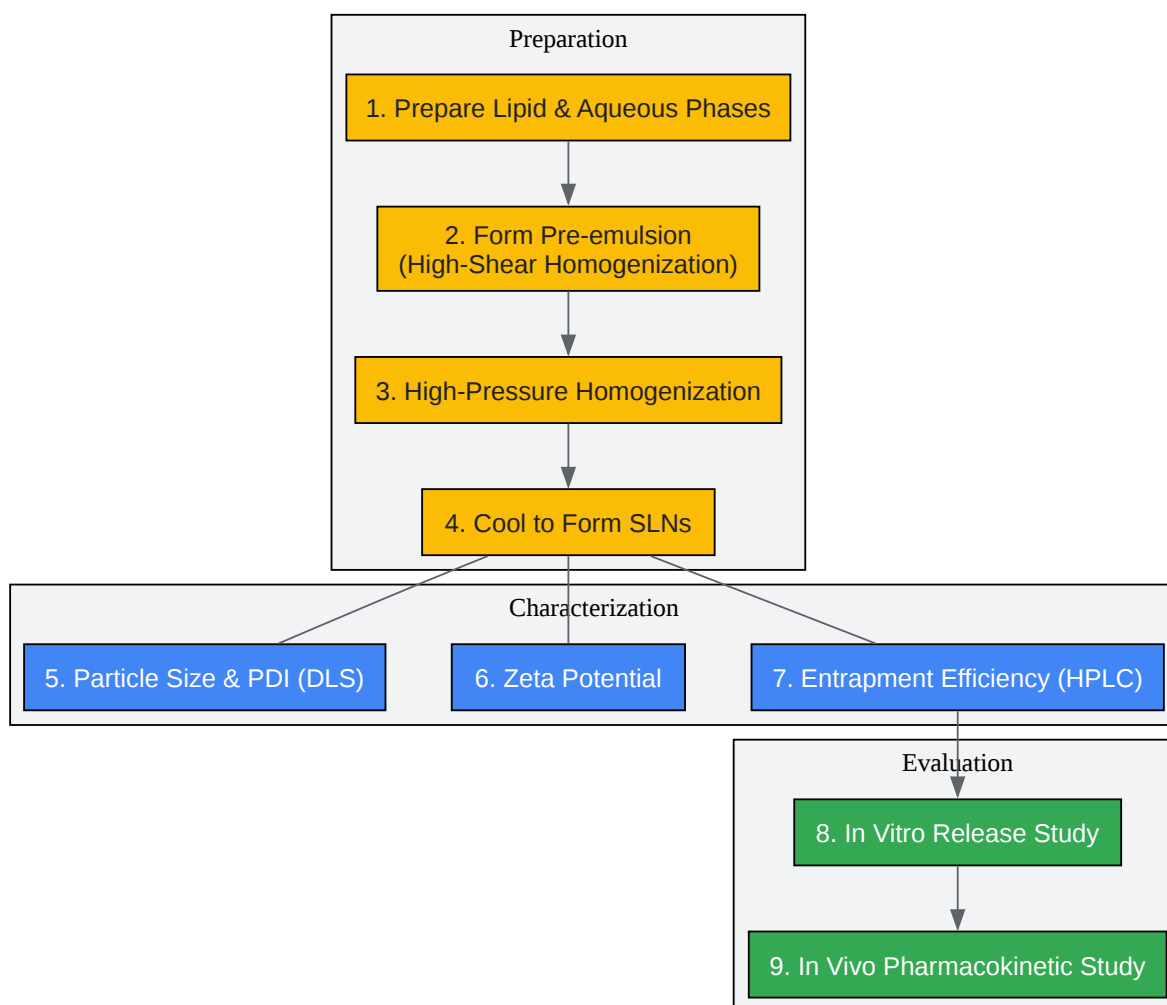 Preparation
1. Prepare Lipid & Aqueous Phases
2. Form Pre-emulsion
(High-Shear Homogenization)
3. High-Pressure Homogenization
4. Cool to Form SLNs
Characterization
5. Particle Size & PDI (DLS)
6. Zeta Potential
7. Entrapment Efficiency (HPLC)
Evaluation
8. In Vitro Release Study
9. In Vivo Pharmacokinetic Study